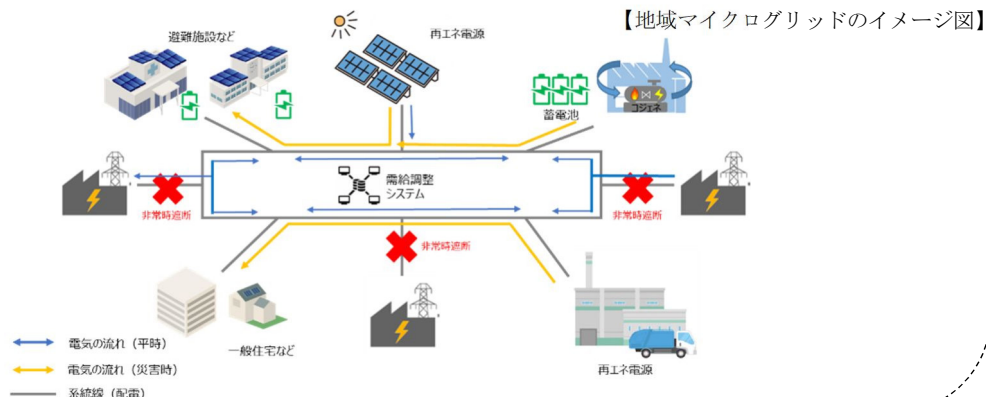 【地域マイクログリッドのイメージ図】
避難施設など
再エネ電源
蓄電池
コジェネ
需給調整
システム
非常時遮断
非常時遮断
非常時遮断
一般住宅など
再エネ電源
電気の流れ（平時）
電気の流れ（災害時）
系統線（配電）